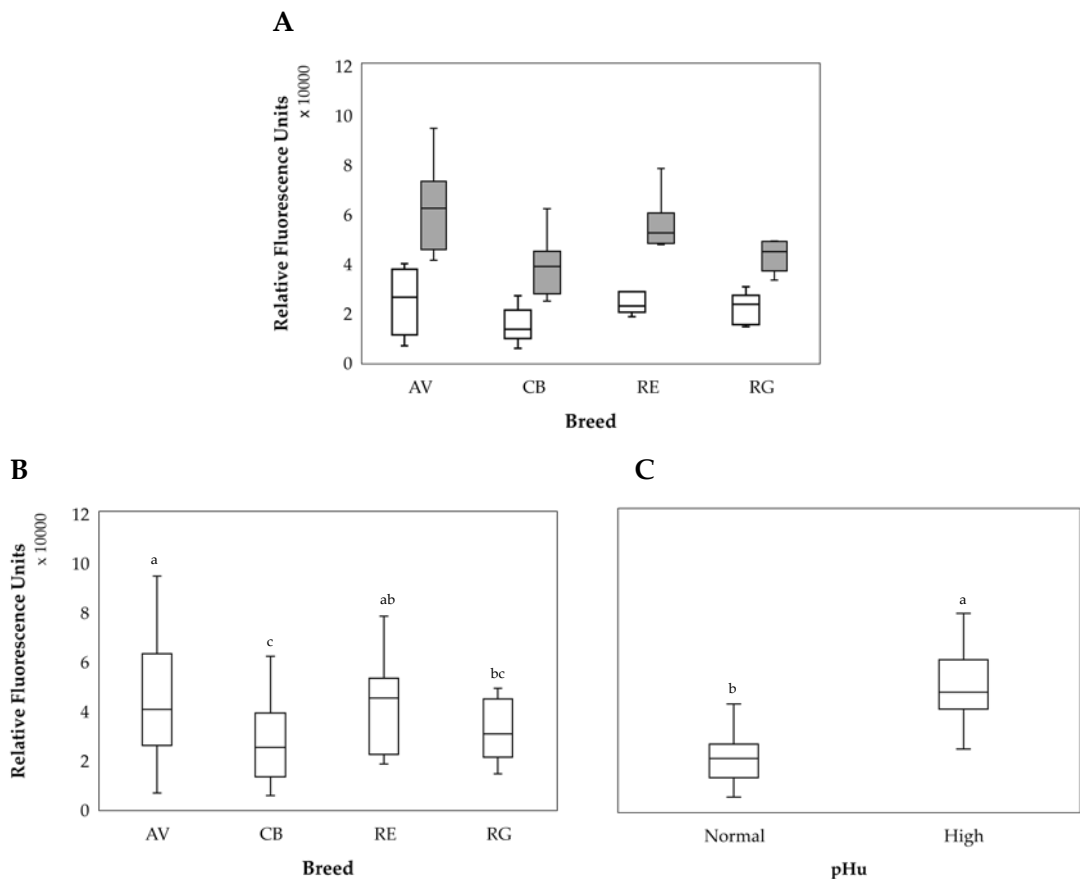 A
Relative Fluorescence Units
x 10000
12
10
8
6
4
2
0
AV CB RE RG
Breed
B
Relative Fluorescence Units
x 10000
12
10
8
6
4
2
0
a
c
ab
bc
AV CB RE RG
Breed
C
b
a
Normal High
pHu